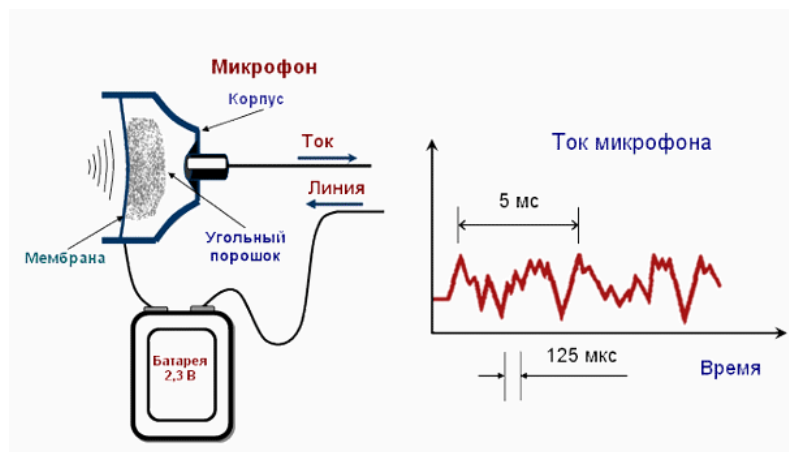 Микрофон
Корпус
Ток
Линия
Угольный
порошок
Мембрана
Батарея
2,3 В
Ток микрофона
5 мс
125 мкс
Время